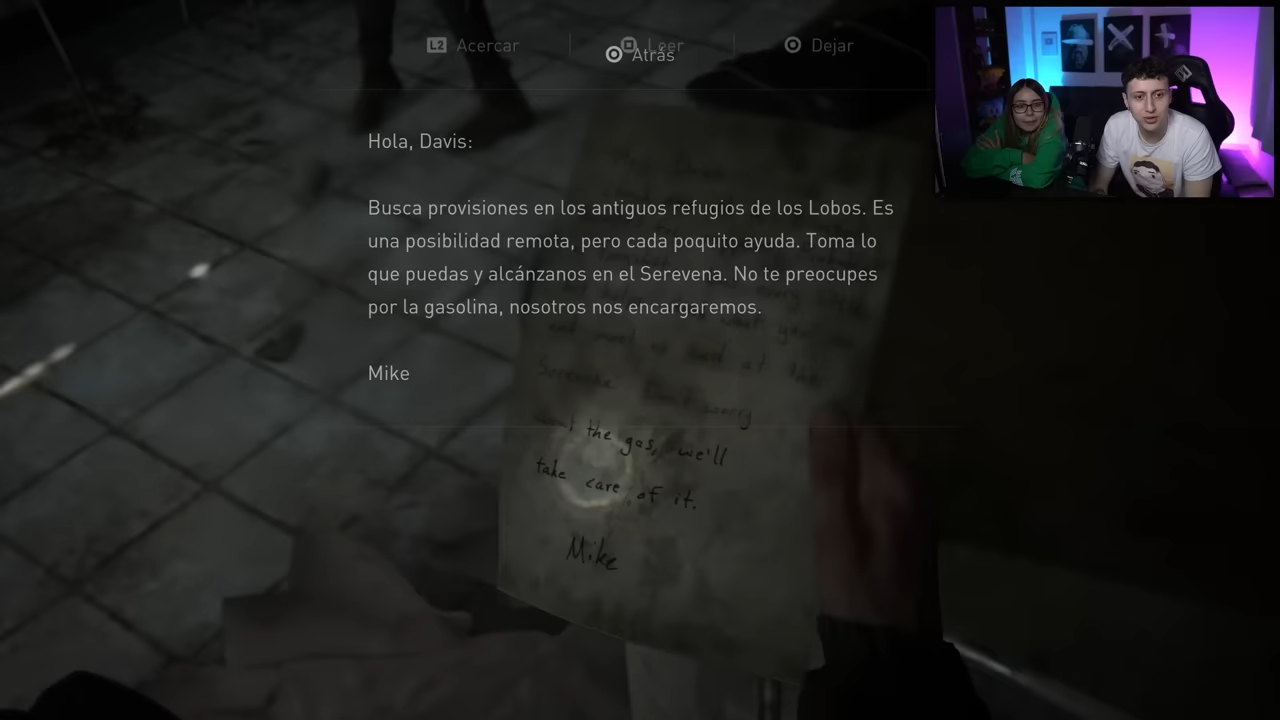 L2 Acercar
Leer
Dejar
Atrás
Hola, Davis:
Busca provisiones en los antiguos refugios de los Lobos. Es
una posibilidad remota, pero cada poquito ayuda. Toma lo
que puedas y alcánzanos en el Serevena. No te preocupes
por la gasolina, nosotros nos encargaremos.
Mike
the gas, we'll
take care of it.
Mike